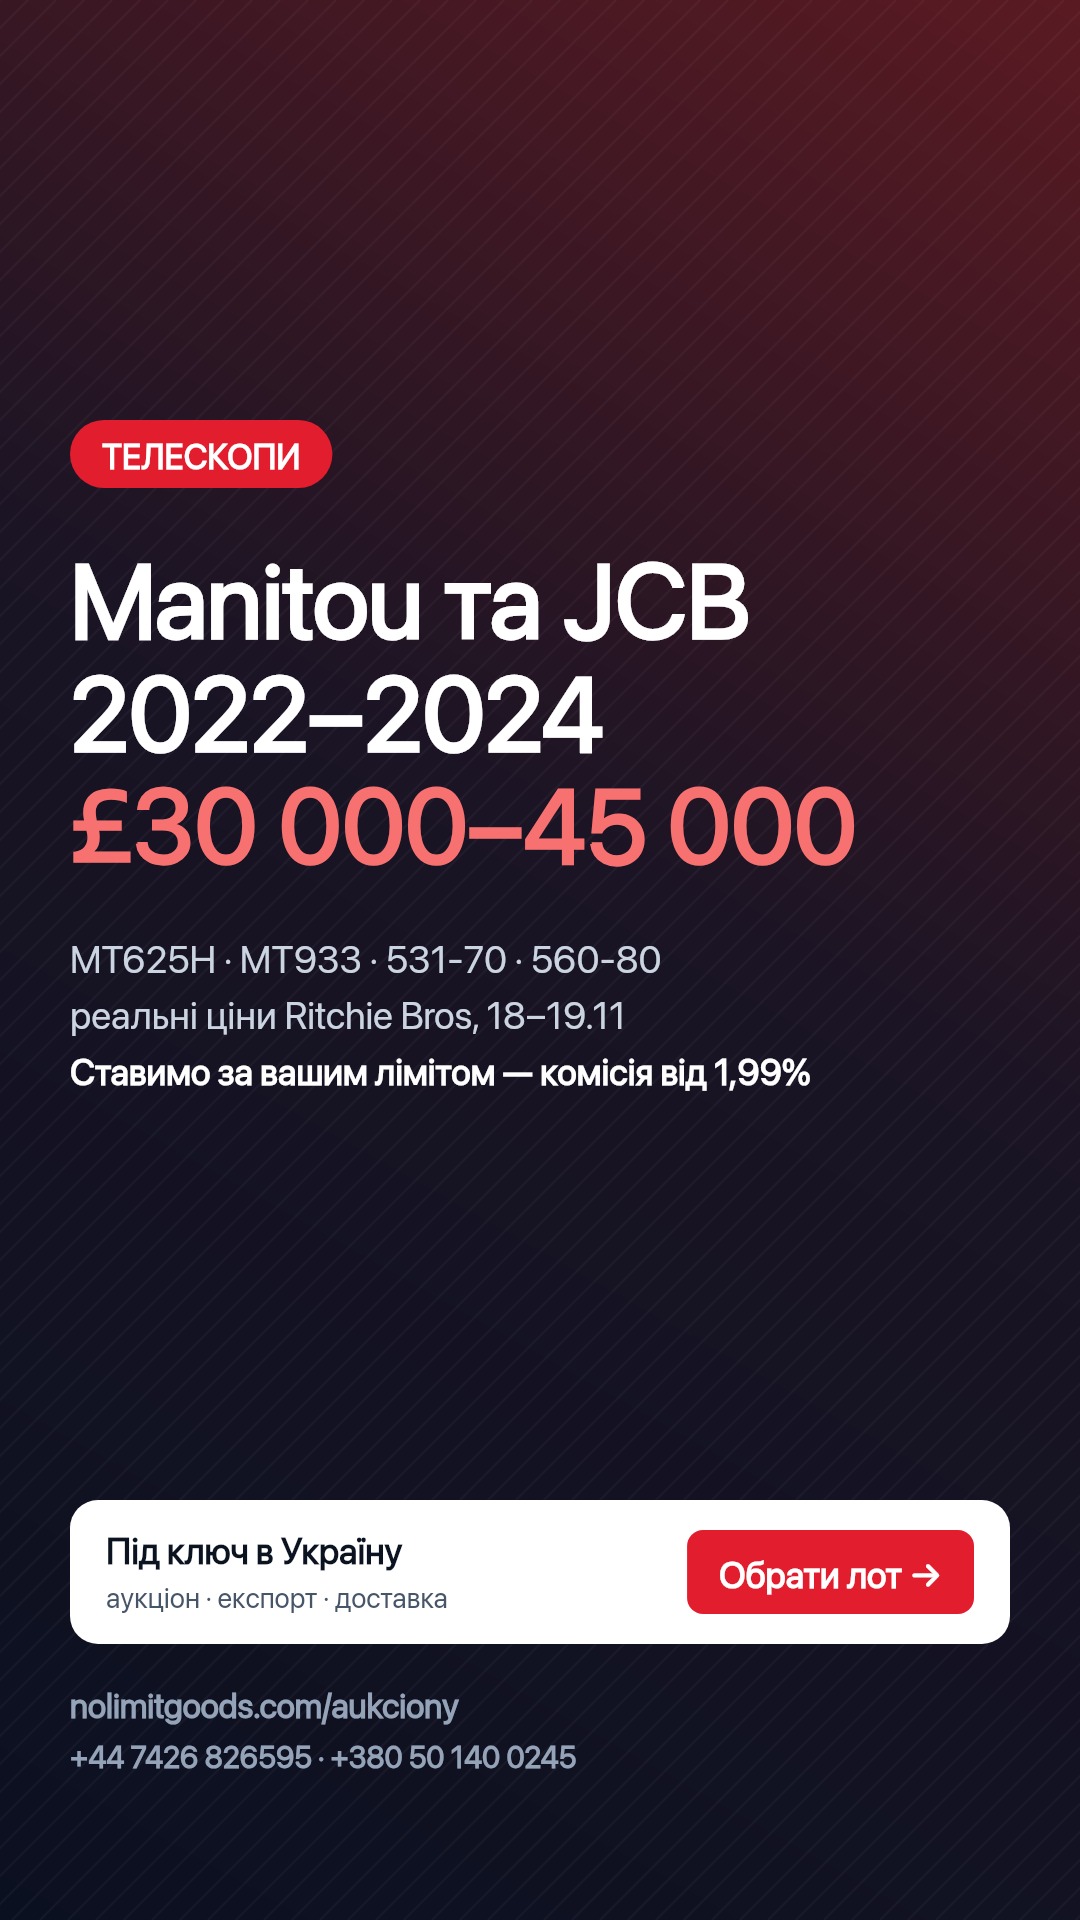 ТЕЛЕСКОПИ
Manitou та JCB
2022–2024
£30 000–45 000
MT625H · MT933 · 531-70 · 560-80
реальні ціни Ritchie Bros, 18–19.11
Ставимо за вашим лімітом — комісія від 1,99%
Під ключ в Україну
аукціон · експорт · доставка
Обрати лот →
nolimitgoods.com/aukciony
+44 7426 826595 · +380 50 140 0245